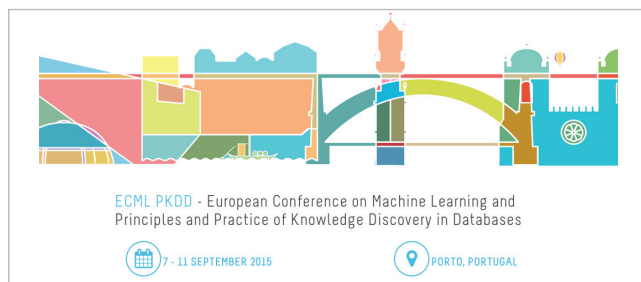 ECML PKDD - European Conference on Machine Learning and
Principles and Practice of Knowledge Discovery in Databases
7 - 11 SEPTEMBER 2015
PORTO, PORTUGAL